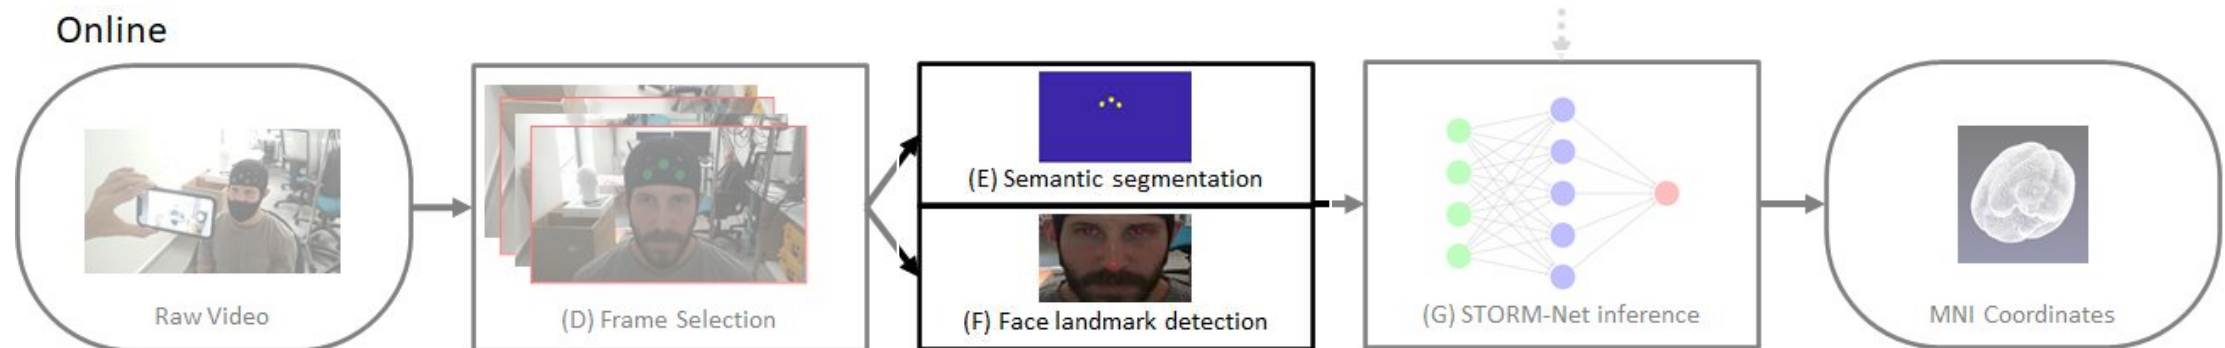 Online
Raw Video
(D) Frame Selection
(E) Semantic segmentation
(F) Face landmark detection
(G) STORM-Net inference
MNI Coordinates